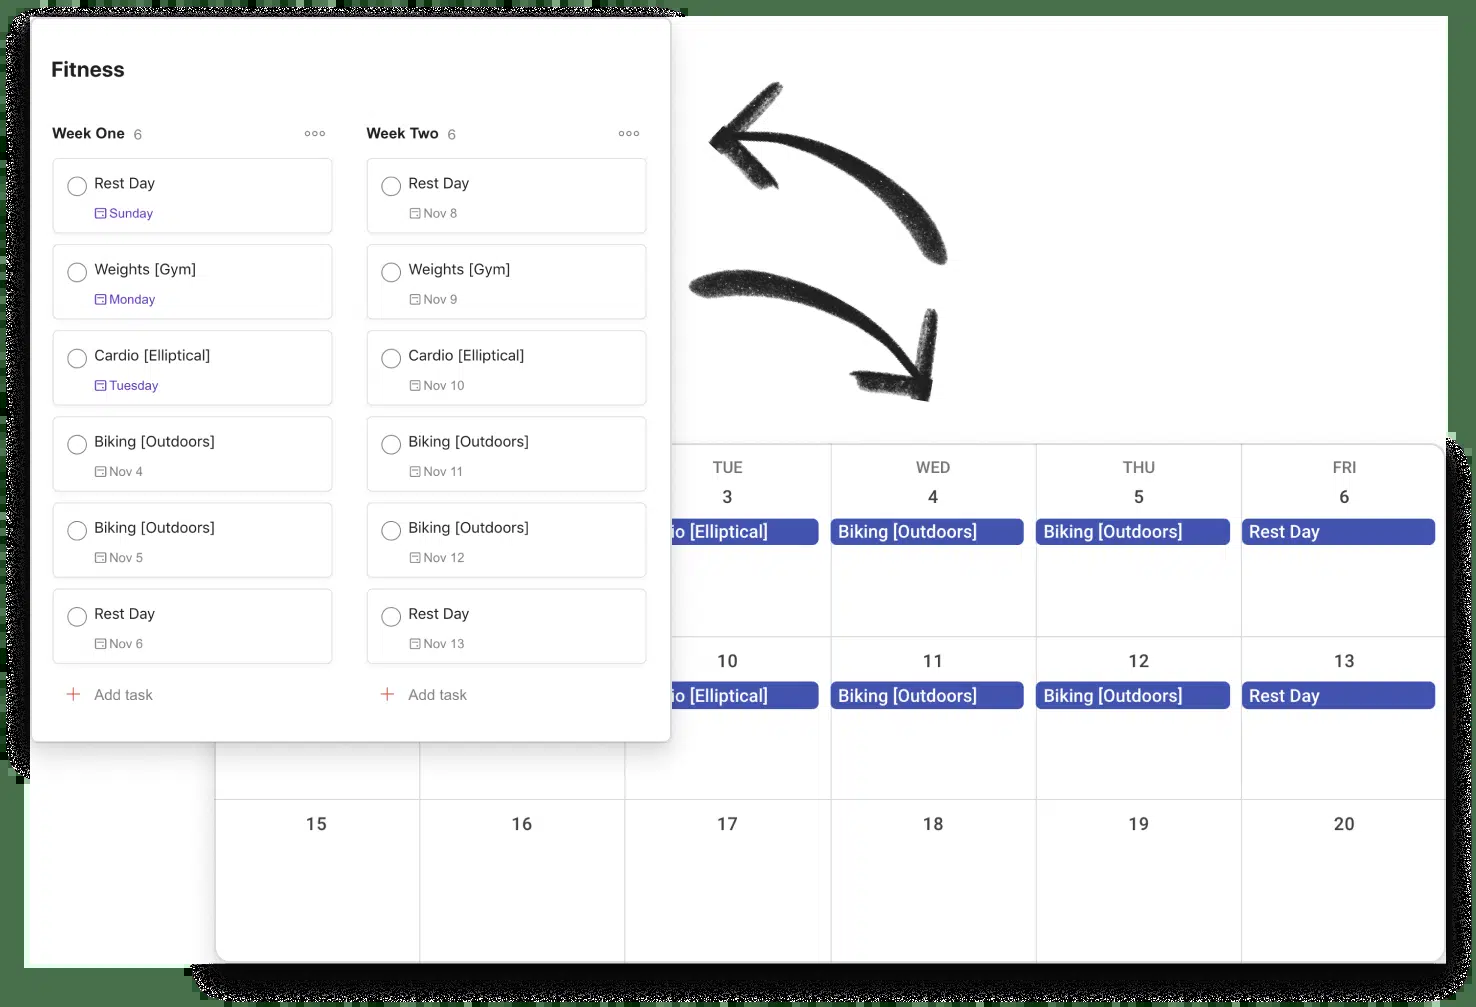 Fitness
Week One 6
Rest Day
Sunday
Weights [Gym]
Monday
Cardio [Elliptical]
Tuesday
Biking [Outdoors]
Nov 4
Biking [Outdoors]
Nov 5
Rest Day
Nov 6
Add task
Week Two 6
Rest Day
Nov 8
Weights [Gym]
Nov 9
Cardio [Elliptical]
Nov 10
Biking [Outdoors]
Nov 11
Biking [Outdoors]
Nov 12
Rest Day
Nov 13
Add task
TUE WED THU FRI
3 4 5 6
io [Elliptical] Biking [Outdoors] Biking [Outdoors] Rest Day
10 11 12 13
io [Elliptical] Biking [Outdoors] Biking [Outdoors] Rest Day
15 16 17 18 19 20